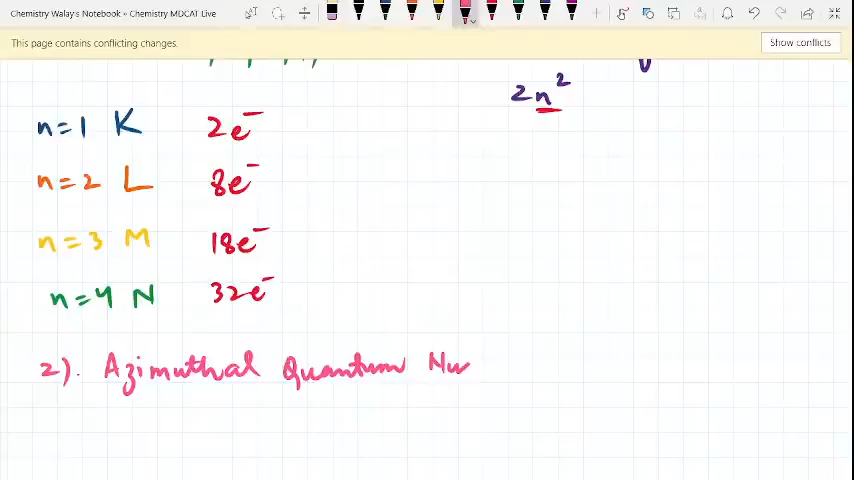 Chemistry Walay's Notebook » Chemistry MDCAT Live
This page contains conflicting changes.
Show conflicts
2n²
n=1 K 2e⁻
n=2 L 8e⁻
n=3 M 18e⁻
n=4 N 32e⁻
2). Azimuthal Quantum Nu